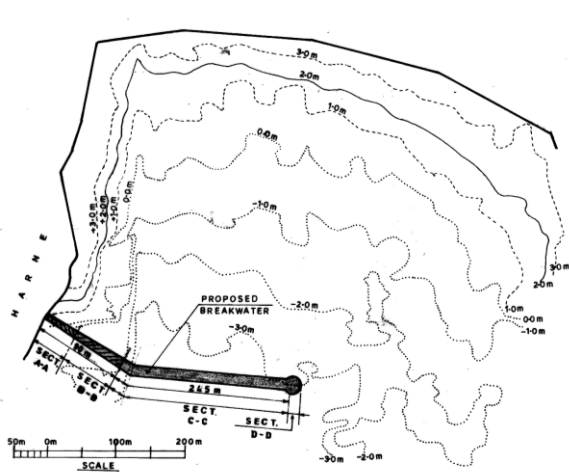 3·0m
2·0m
1·0m
0·0m
-1·0m
+3·0m
+2·0m
+1·0m
0·0m
HARNE
3·0m
2·0m
1·0m
0·0m
-1·0m
-2·0m
PROPOSED
BREAKWATER
-3·0m
SECT.
A-A
SECT.
B-B
245m
SECT.
C-C
SECT.
D-D
-3·0m
-2·0m
50m 0m 100m 200m
SCALE